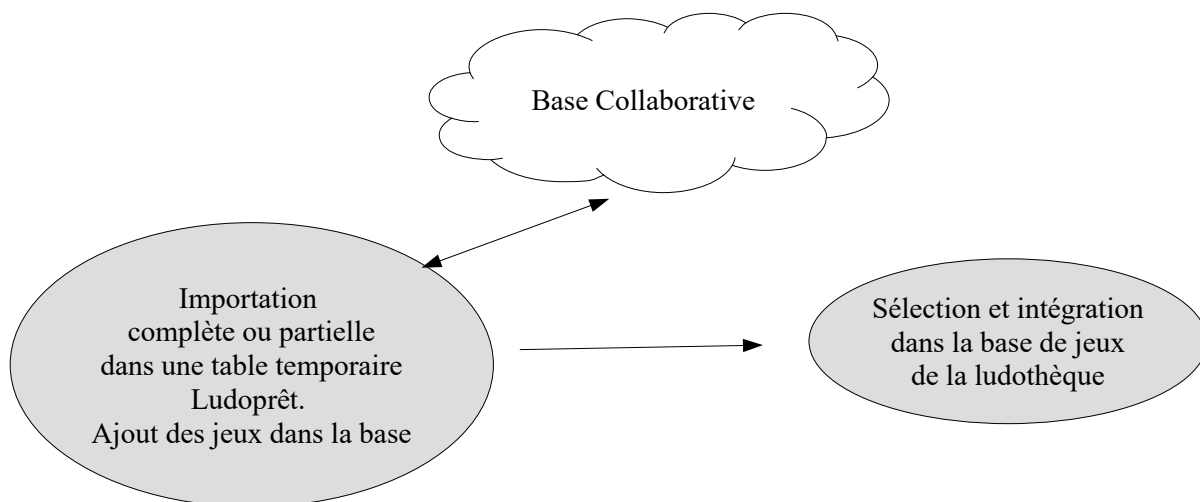 Base Collaborative
Importation
complète ou partielle
dans une table temporaire
Ludoprêt.
Ajout des jeux dans la base
Sélection et intégration
dans la base de jeux
de la ludothèque